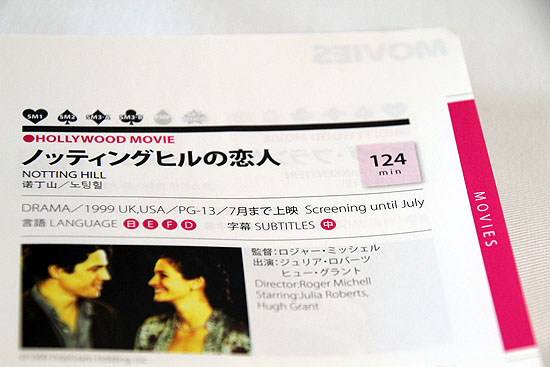 MOVIES
SM1 SM2 SM3-A SM3-B
●HOLLYWOOD MOVIE
ノッティングヒルの恋人
124
min
NOTTING HILL
诺丁山／노팅힐
DRAMA／1999 UK,USA／PG-13／7月まで上映 Screening until July
言語 LANGUAGE 日 E F D 字幕 SUBTITLES 中
監督：ロジャー・ミッシェル
出演：ジュリア・ロバーツ
ヒュー・グラント
Director:Roger Michell
Starring:Julia Roberts,
Hugh Grant
MOVIES